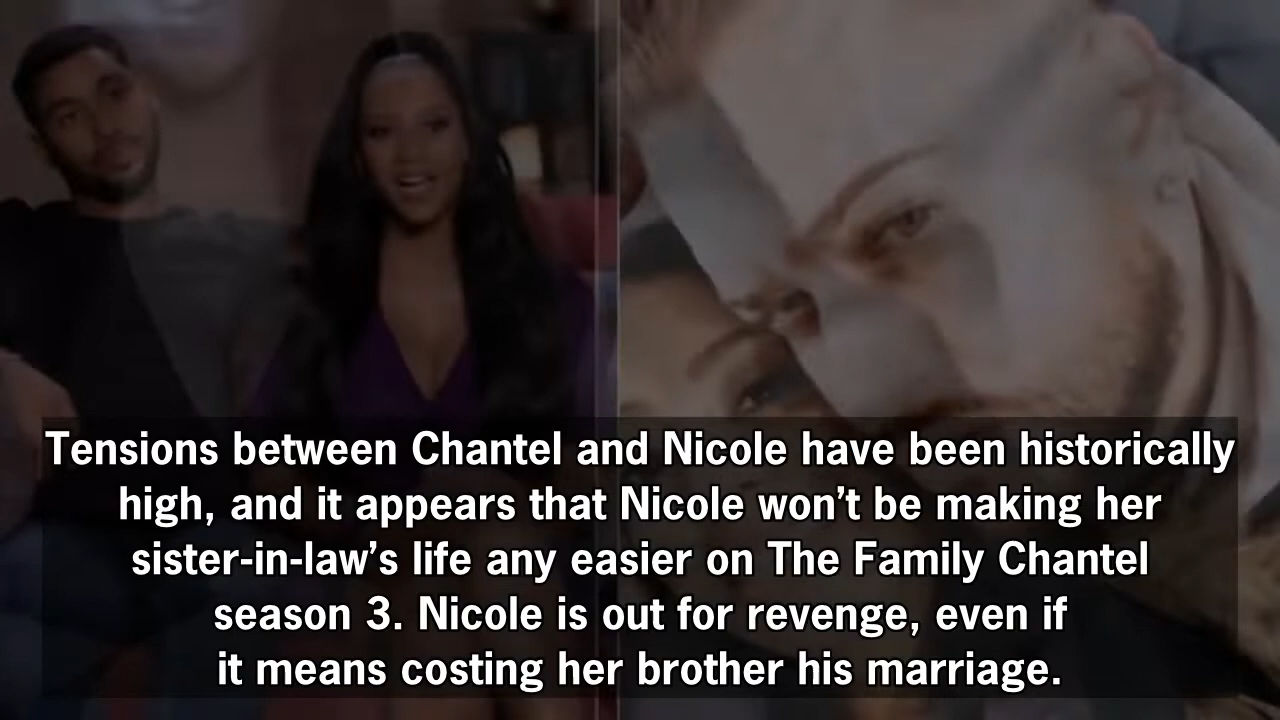 Tensions between Chantel and Nicole have been historically
high, and it appears that Nicole won’t be making her
sister-in-law’s life any easier on The Family Chantel
season 3. Nicole is out for revenge, even if
it means costing her brother his marriage.